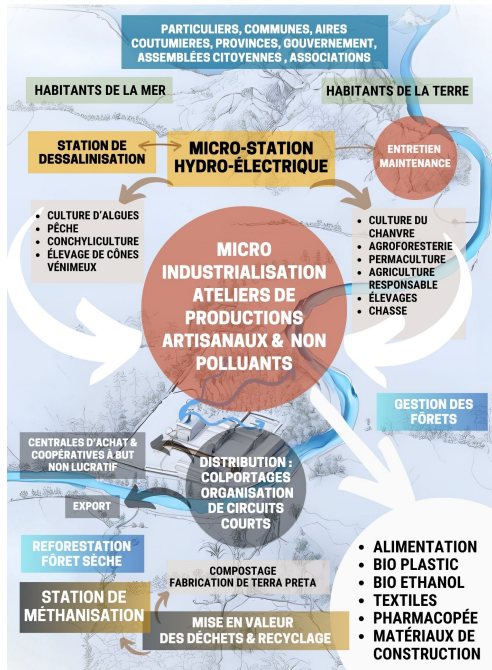 PARTICULIERS, COMMUNES, AIRES
COUTUMIERES, PROVINCES, GOUVERNEMENT,
ASSEMBLÉES CITOYENNES , ASSOCIATIONS
HABITANTS DE LA MER
HABITANTS DE LA TERRE
STATION DE
DESSALINISATION
MICRO-STATION
HYDRO-ÉLECTRIQUE
ENTRETIEN
MAINTENANCE
• CULTURE D'ALGUES
• PÊCHE
• CONCHYLICULTURE
• ÉLEVAGE DE CÔNES
VÉNIMEUX
• CULTURE DU
CHANVRE
• AGROFORESTERIE
• PERMACULTURE
• AGRICULTURE
RESPONSABLE
• ÉLEVAGES
• CHASSE
MICRO
INDUSTRIALISATION
ATELIERS DE
PRODUCTIONS
ARTISANAUX & NON
POLLUANTS
GESTION DES
FÔRETS
CENTRALES D'ACHAT &
COOPÉRATIVES À BUT
NON LUCRATIF
DISTRIBUTION :
COLPORTAGES
ORGANISATION
DE CIRCUITS
COURTS
EXPORT
REFORESTATION
FÔRET SÈCHE
COMPOSTAGE
FABRICATION DE TERRA PRETA
STATION DE
MÉTHANISATION
MISE EN VALEUR
DES DÉCHETS & RECYCLAGE
• ALIMENTATION
• BIO PLASTIC
• BIO ETHANOL
• TEXTILES
• PHARMACOPÉE
• MATÉRIAUX DE
CONSTRUCTION